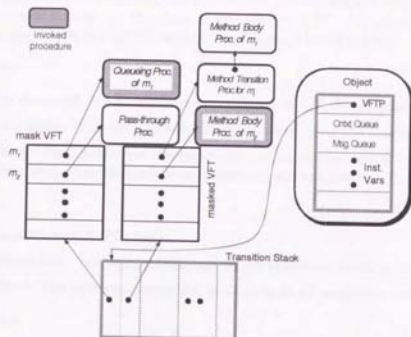 invoked
procedure
Method Body
Proc. of m₁
Queueing Proc.
of m₁
Method Transition
Proc. for m₁
Pass-through
Proc.
Method Body
Proc. of m₂
mask VFT
m₁
m₂
masked VFT
Object
VFTP
Cntxt Queue
Msg Queue
Inst.
Vars
Transition Stack